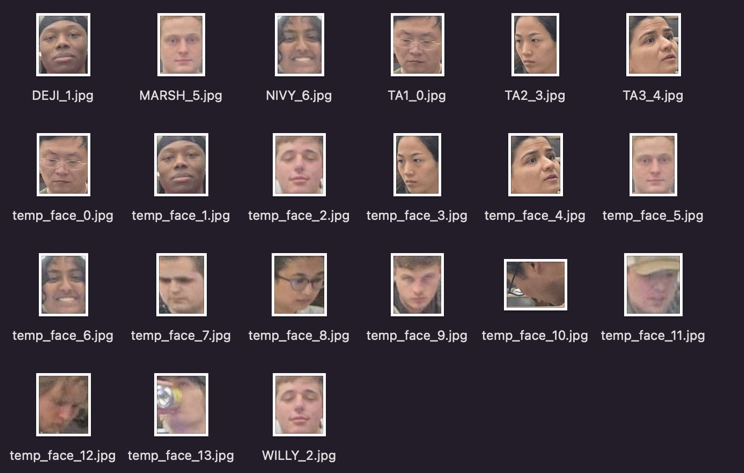 DEJI_1.jpg MARSH_5.jpg NIVY_6.jpg TA1_0.jpg TA2_3.jpg TA3_4.jpg
temp_face_0.jpg temp_face_1.jpg temp_face_2.jpg temp_face_3.jpg temp_face_4.jpg temp_face_5.jpg
temp_face_6.jpg temp_face_7.jpg temp_face_8.jpg temp_face_9.jpg temp_face_10.jpg temp_face_11.jpg
temp_face_12.jpg temp_face_13.jpg WILLY_2.jpg